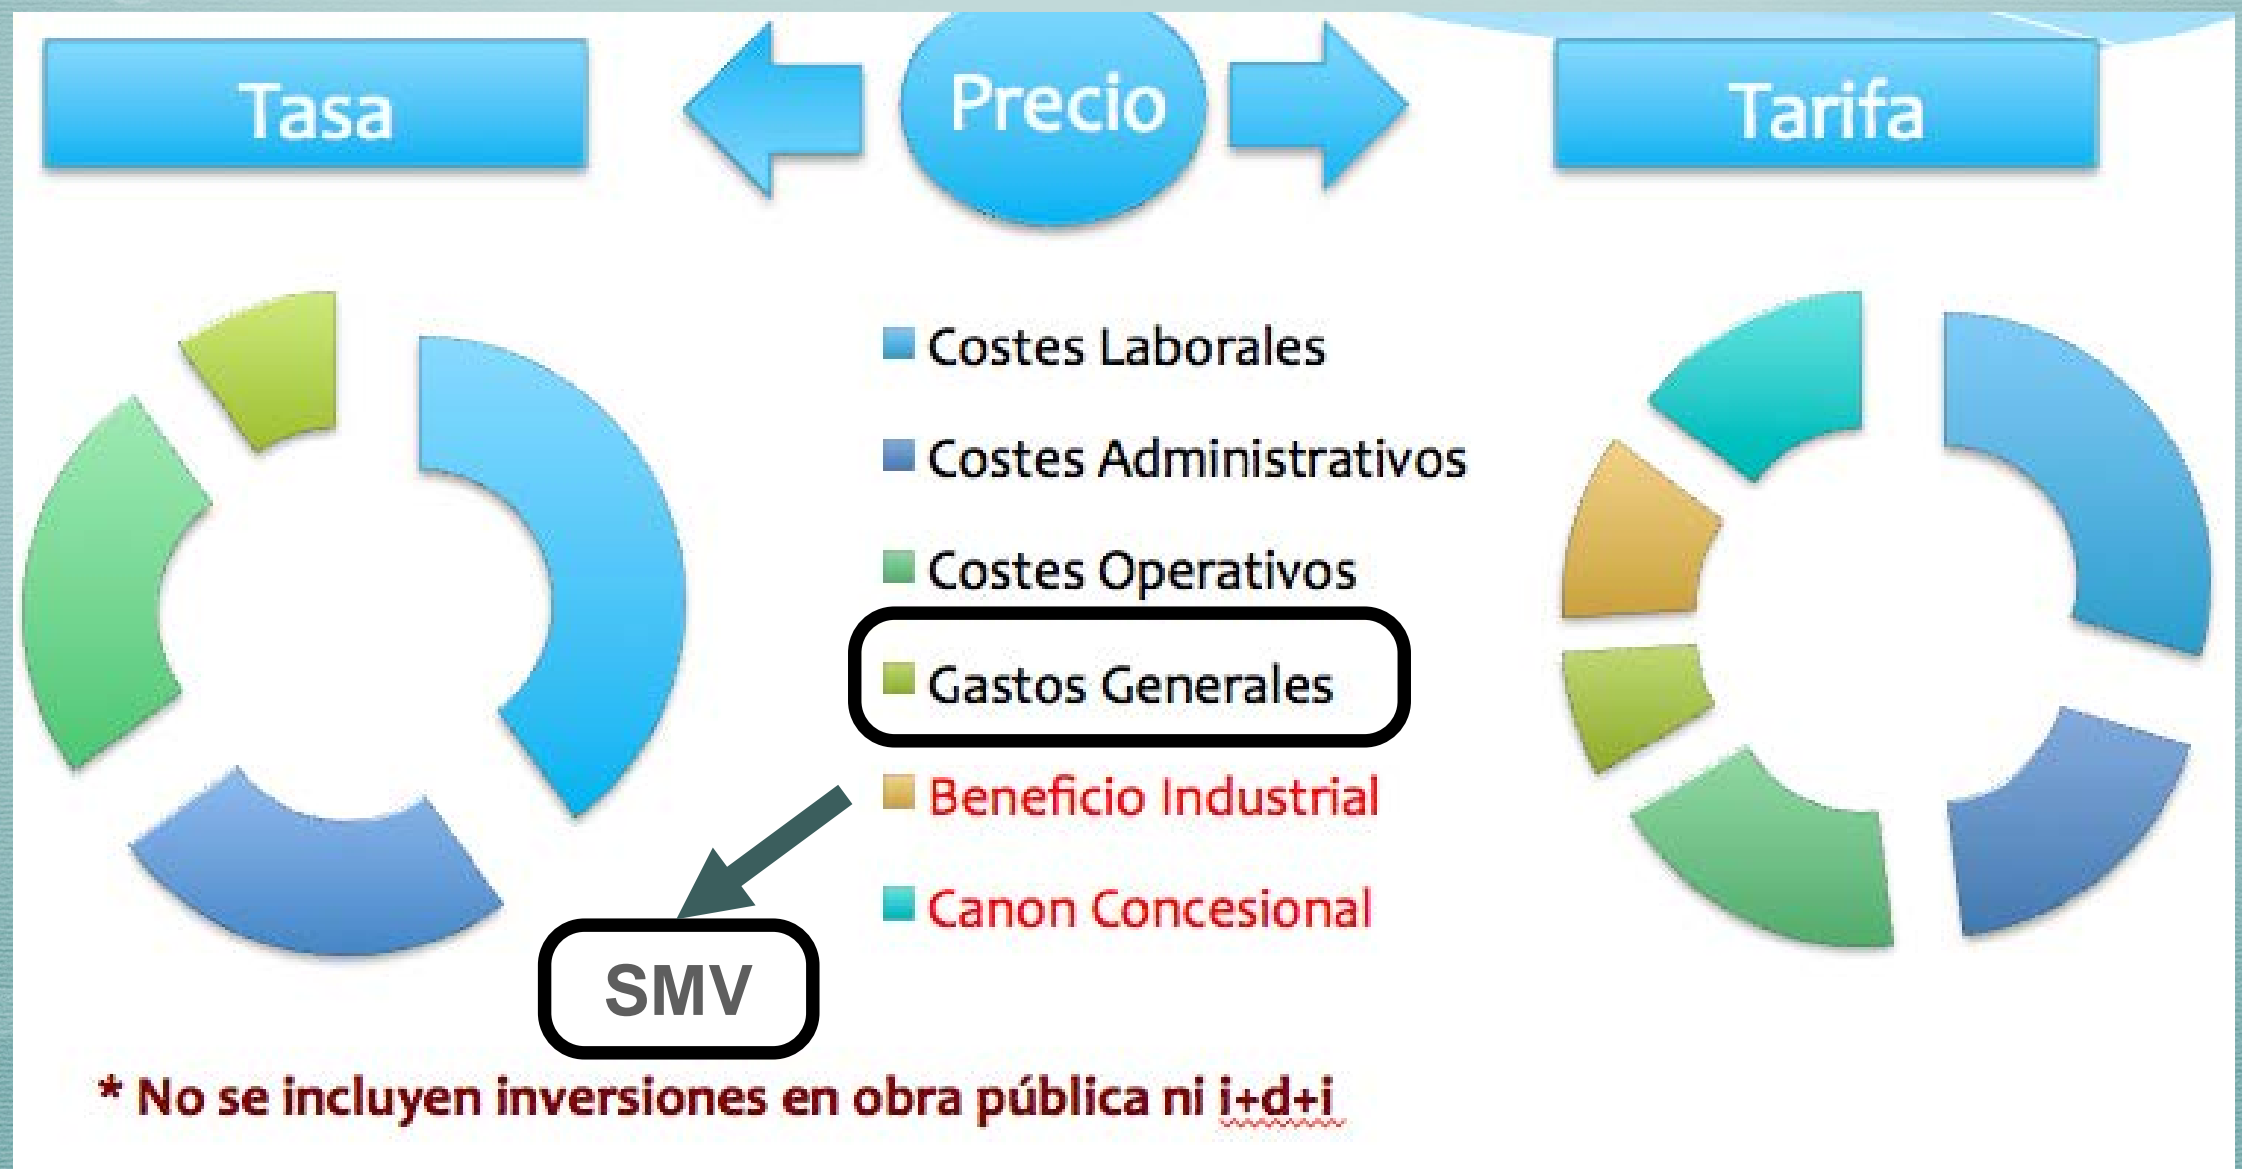 Tasa
Precio
Tarifa
Costes Laborales
Costes Administrativos
Costes Operativos
Gastos Generales
Beneficio Industrial
Canon Concesional
SMV
* No se incluyen inversiones en obra pública ni i+d+i